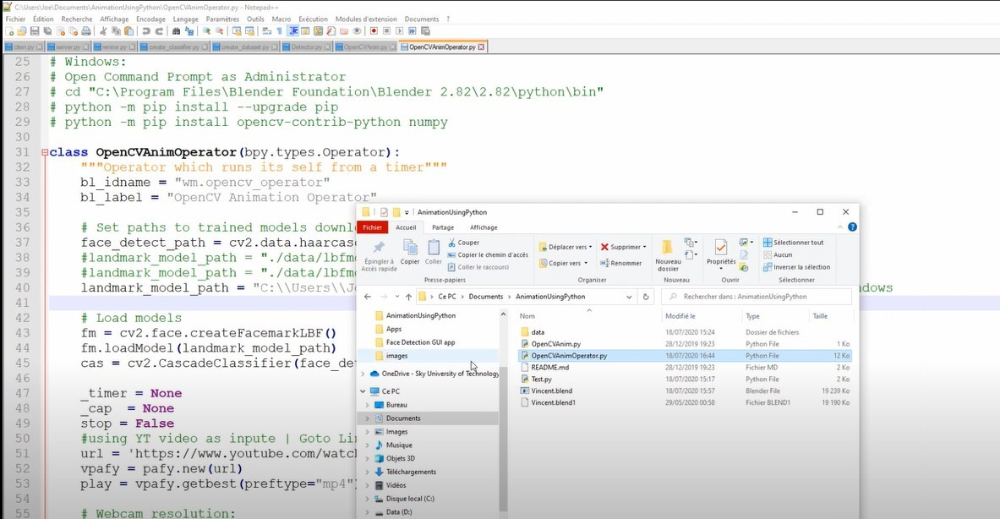 C:\Users\Joe\Documents\AnimationUsingPython\OpenCVAnimOperator.py - Notepad++
Fichier Édition Recherche Affichage Encodage Langage Paramètres Outils Macro Exécution Modules d'extension Documents ?
server.py create_classifier.py create_dataset.py Detector.py OpenCVAnim.py OpenCVAnimOperator.py
25 # Windows:
26 # Open Command Prompt as Administrator
27 # cd "C:\Program Files\Blender Foundation\Blender 2.82\2.82\python\bin"
28 # python -m pip install --upgrade pip
29 # python -m pip install opencv-contrib-python numpy
30
31 class OpenCVAnimOperator(bpy.types.Operator):
32 """Operator which runs its self from a timer"""
33 bl_idname = "wm.opencv_operator"
34 bl_label = "OpenCV Animation Operator"
35
36 # Set paths to trained models downl
37 face_detect_path = cv2.data.haarcasc
38 #landmark_model_path = "./data/lbfmo
39 #landmark_model_path = "./data/lbfmo
40 landmark_model_path = "C:\\Users\\Jo ndows
41
42 # Load models
43 fm = cv2.face.createFacemarkLBF()
44 fm.loadModel(landmark_model_path)
45 cas = cv2.CascadeClassifier(face_de
46
47 _timer = None
48 _cap = None
49 stop = False
50 #using YT video as inpute | Goto Li
51 url = 'https://www.youtube.com/watc
52 vpafy = pafy.new(url)
53 play = vpafy.getbest(preftype="mp4")
54
55 # Webcam resolution:
AnimationUsingPython
Fichier Accueil Partage Affichage
Épingler à Accès rapide
Copier
Coller
Couper
Copier le chemin d'accès
Coller le raccourci
Presse-papiers
Déplacer vers
Copier vers
Supprimer
Renommer
Organiser
Nouveau dossier
Nouveau
Propriétés
Ouvrir
Sélectionner tout
Aucun
Inverser la sélection
Sélectionner
Ce PC > Documents > AnimationUsingPython
Rechercher dans : AnimationUsingPython
AnimationUsingPython
Apps
Face Detection GUI app
images
OneDrive - Sky University of Technology
Ce PC
Bureau
Documents
Images
Musique
Objets 3D
Téléchargements
Vidéos
Disque local (C:)
Data (D:)
Nom Modifié le Type Taille
data 18/07/2020 15:24 Dossier de fichiers
OpenCVAnim.py 28/12/2019 19:23 Python File 1 Ko
OpenCVAnimOperator.py 18/07/2020 16:44 Python File 12 Ko
README.md 28/12/2019 19:23 Fichier MD 2 Ko
Test.py 18/07/2020 15:17 Python File 2 Ko
Vincent.blend 18/07/2020 15:57 Blender File 19 239 Ko
Vincent.blend1 29/05/2020 00:58 Fichier BLEND1 19 190 Ko